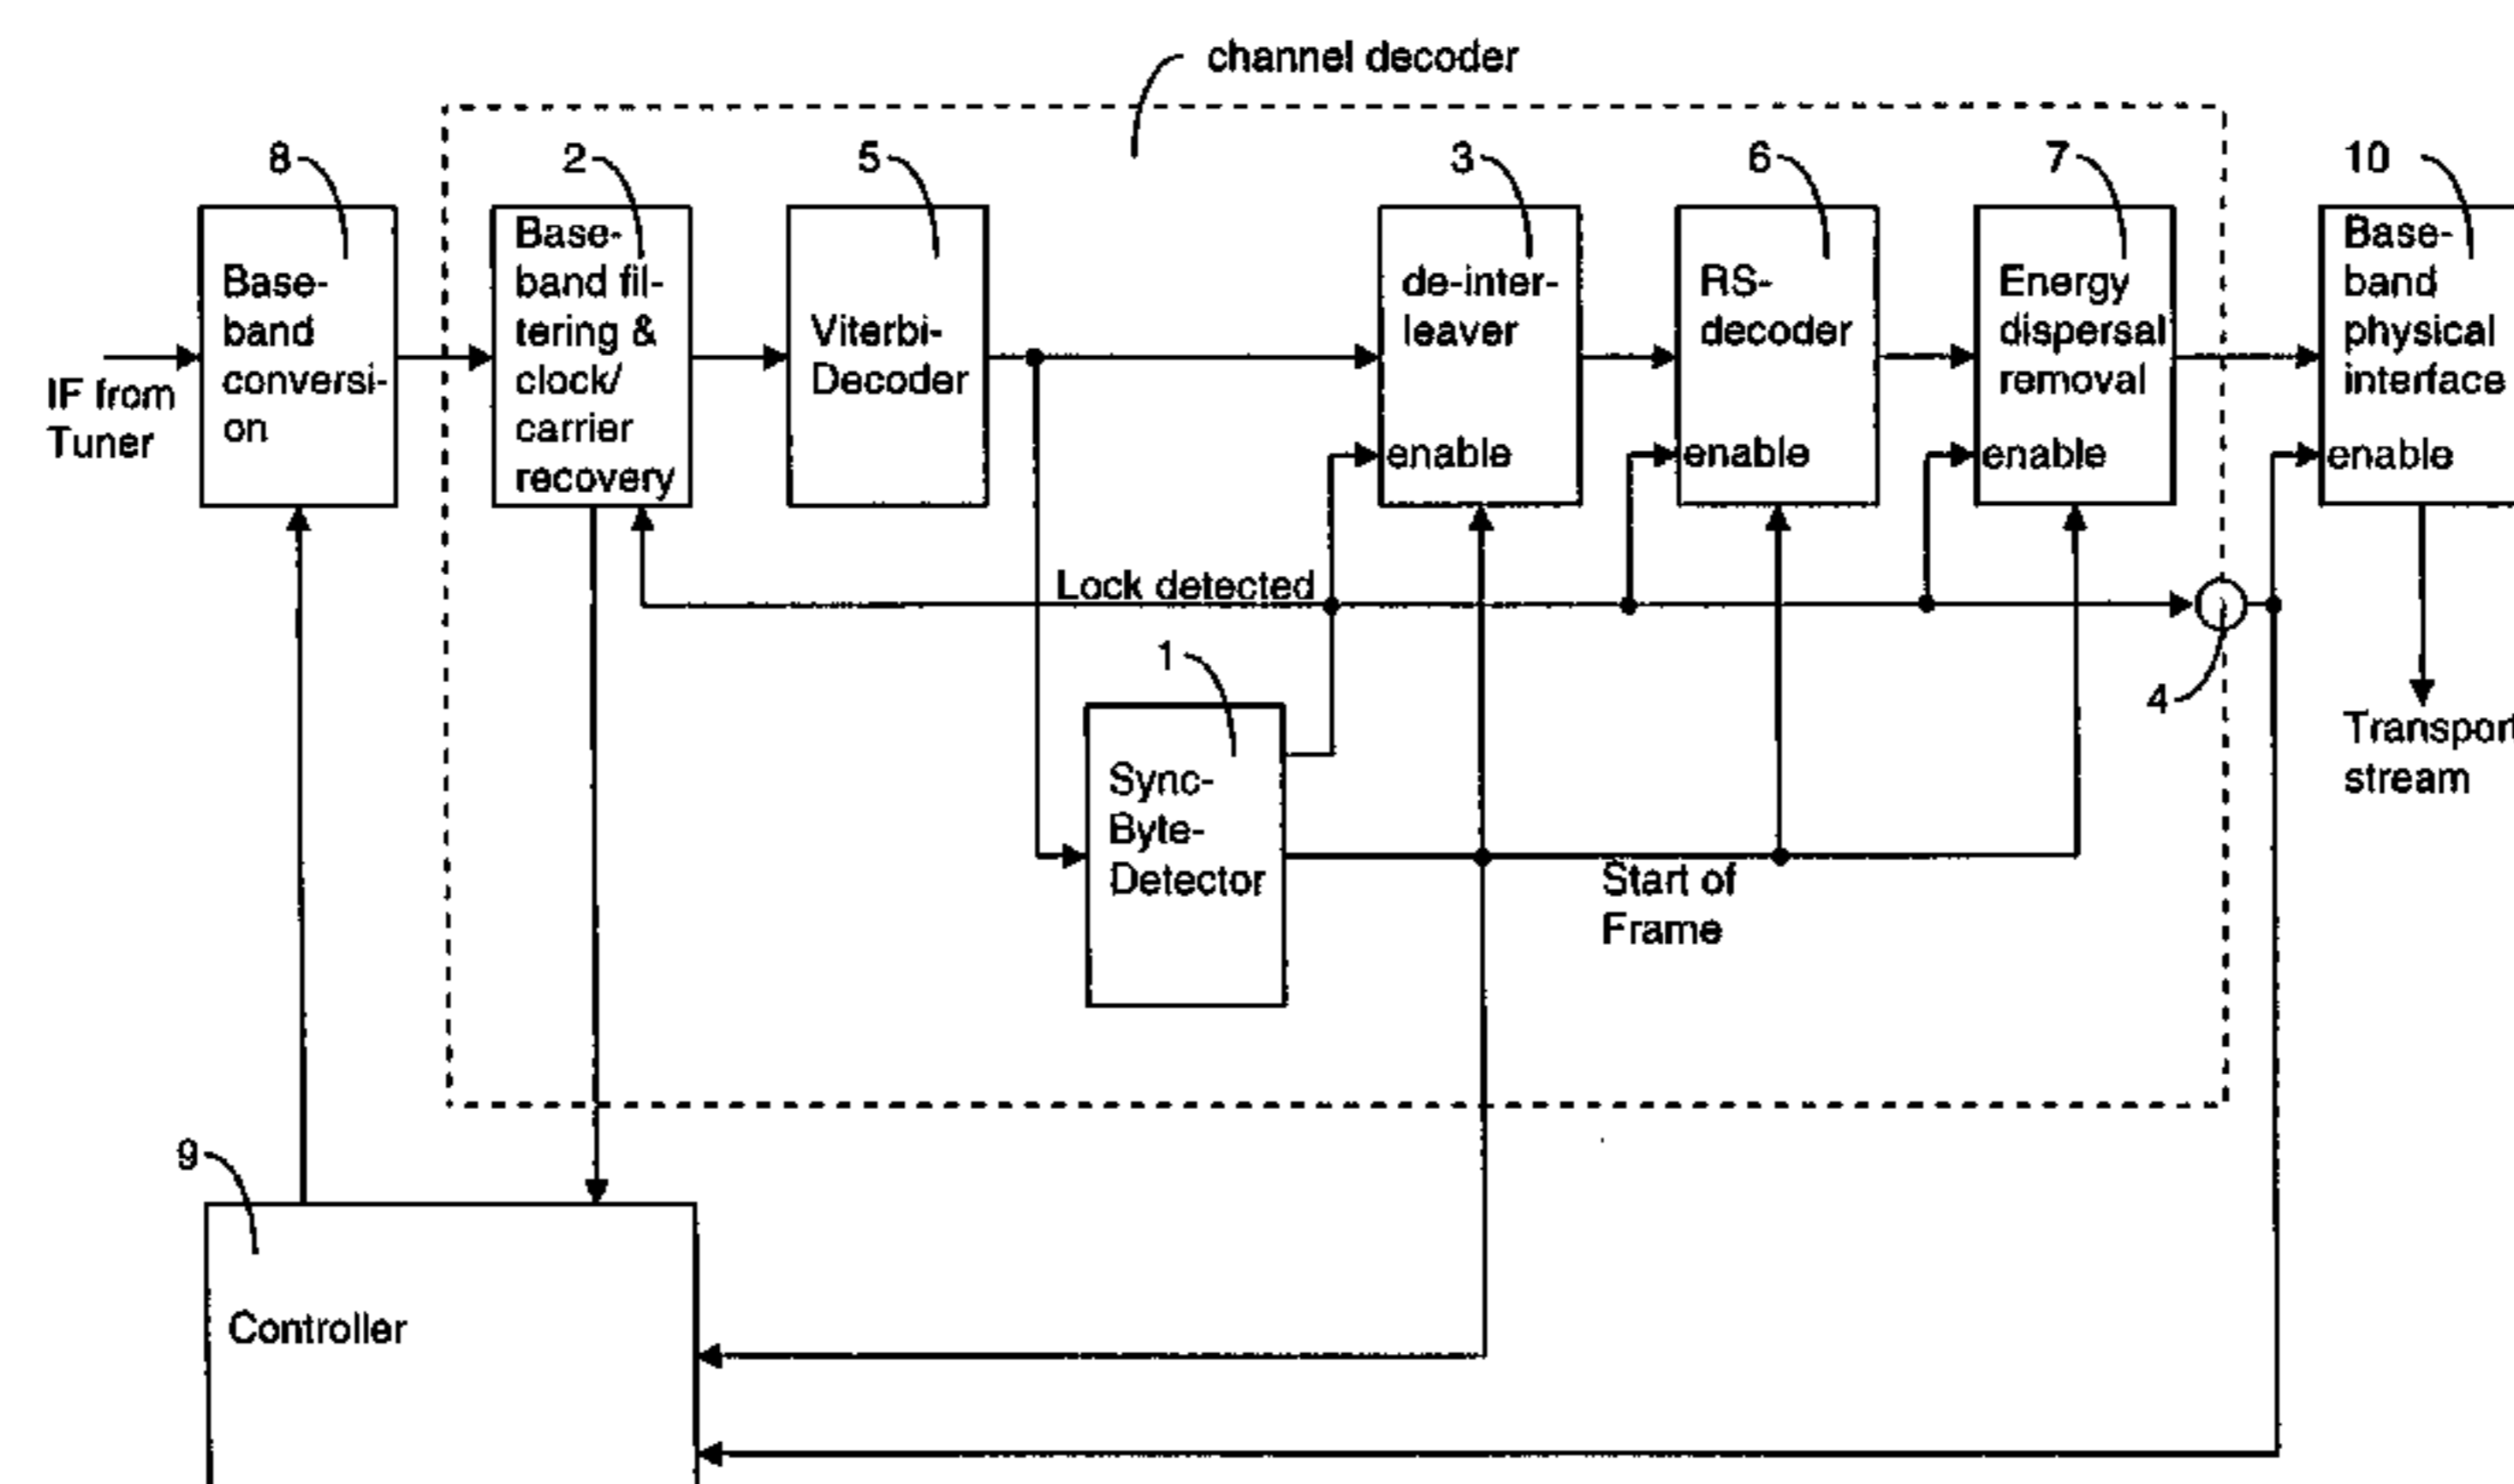 channel decoder
8
2
5
3
6
7
10
Base-
band
conversi-
on
Base-
band fil-
tering &
clock/
carrier
recovery
Viterbi-
Decoder
de-inter-
leaver
enable
RS-
decoder
enable
Energy
dispersal
removal
enable
Base-
band
physical
interface
enable
IF from
Tuner
Lock detected
1
4
Sync-
Byte-
Detector
Transport
stream
Start of
Frame
9
Controller